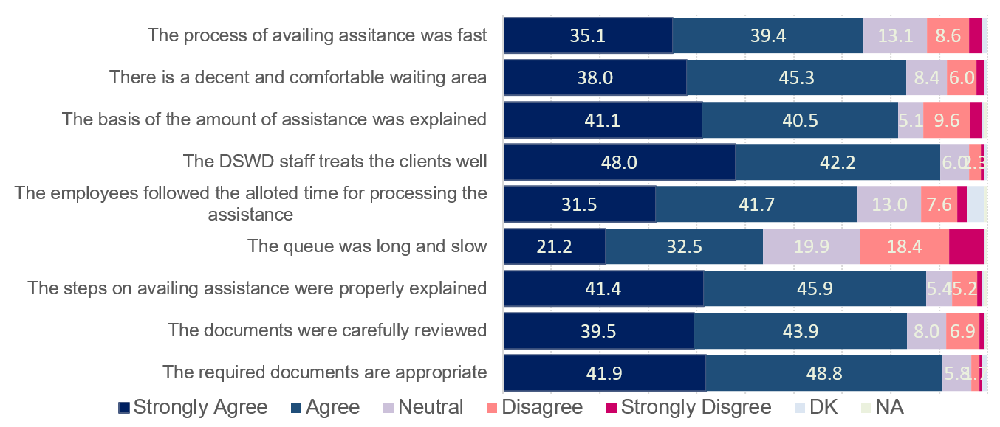 The process of availing assitance was fast 35.1 39.4 13.1 8.6
There is a decent and comfortable waiting area 38.0 45.3 8.4 6.0
The basis of the amount of assistance was explained 41.1 40.5 5.1 9.6
The DSWD staff treats the clients well 48.0 42.2 6.0 2.3
The employees followed the alloted time for processing the
assistance 31.5 41.7 13.0 7.6
The queue was long and slow 21.2 32.5 19.9 18.4
The steps on availing assistance were properly explained 41.4 45.9 5.4 5.2
The documents were carefully reviewed 39.5 43.9 8.0 6.9
The required documents are appropriate 41.9 48.8 5.8 1.7
Strongly Agree Agree Neutral Disagree Strongly Disgree DK NA